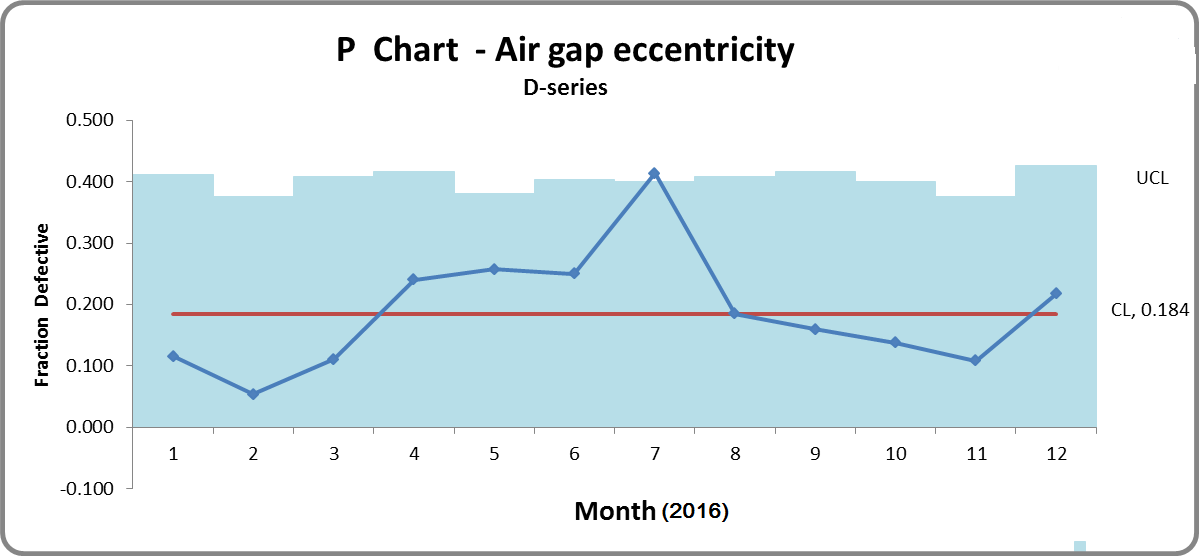 P Chart - Air gap eccentricity
D-series
Fraction Defective
0.500
0.400
0.300
0.200
0.100
0.000
-0.100
UCL
CL, 0.184
1 2 3 4 5 6 7 8 9 10 11 12
Month (2016)